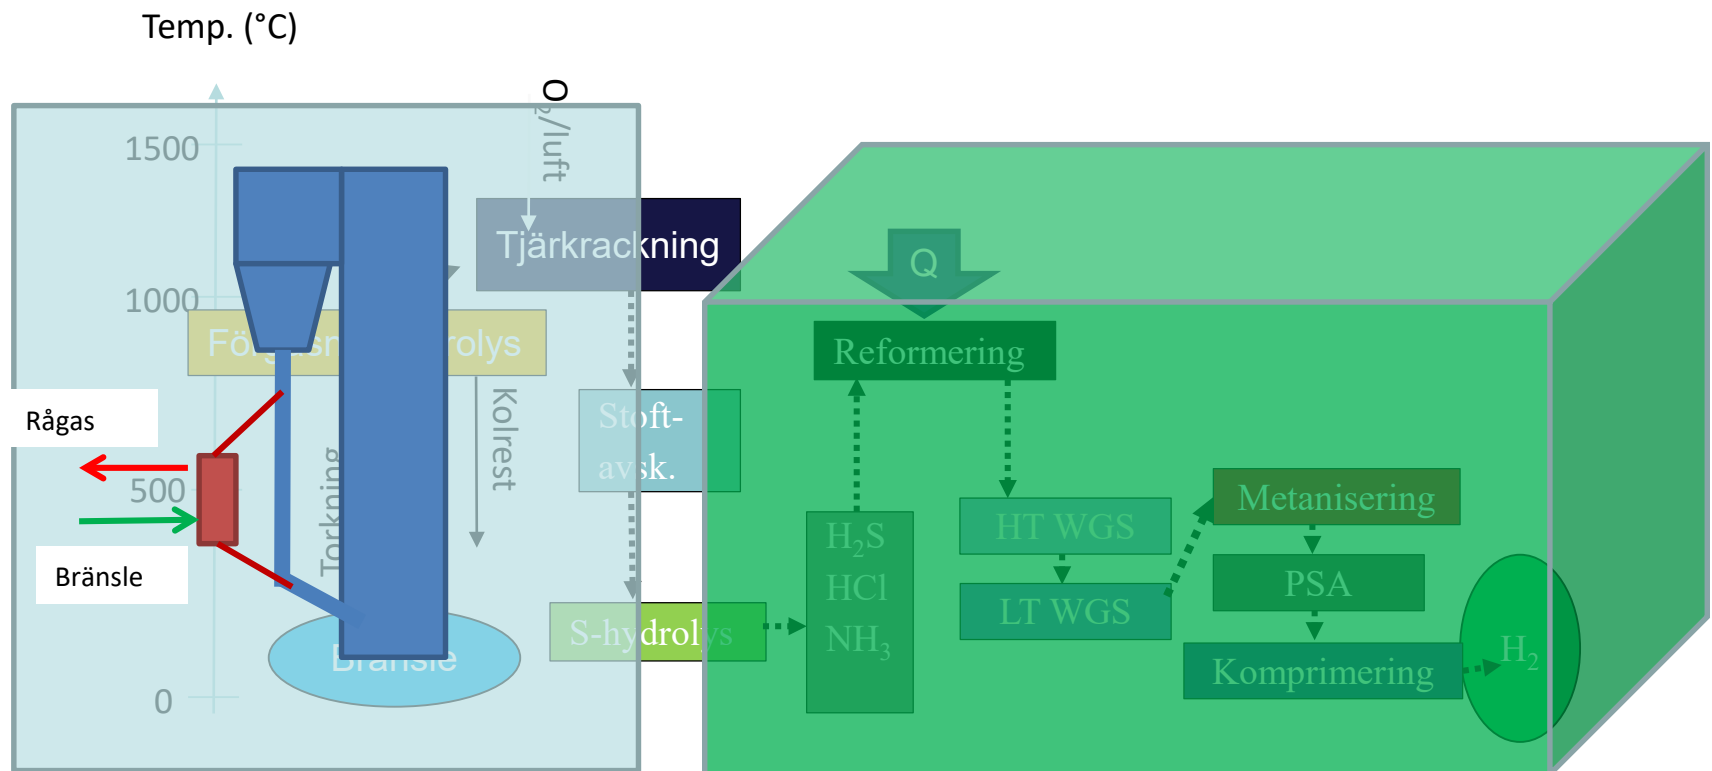 Temp. (°C)
O2/luft
1500
Tjärkrackning
Q
1000
Reformering
Kolrest
Rågas
Stoft-
avsk.
500
Torkning
Metanisering
HT WGS
H2S
HCl
NH3
Bränsle
PSA
LT WGS
S-hydrolys
H2
Bränsle
Komprimering
0